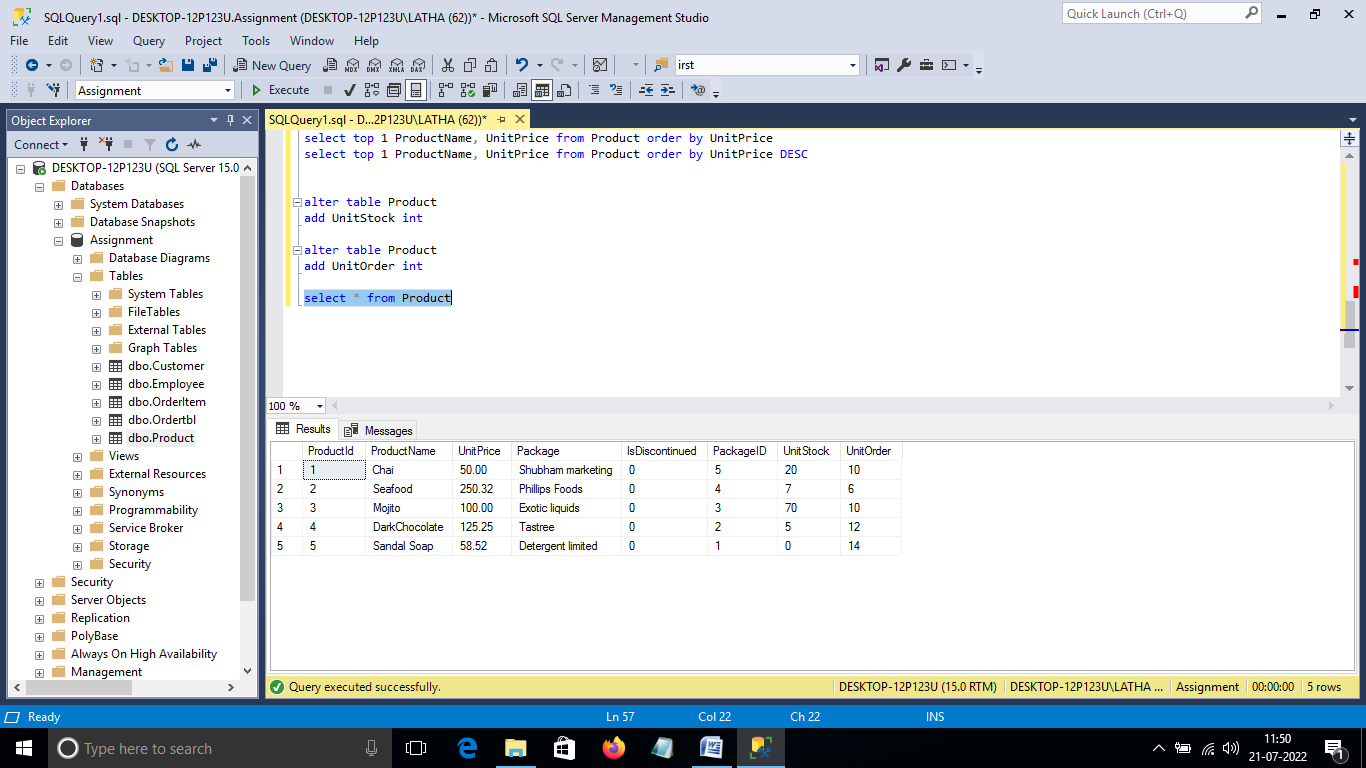 SQLQuery1.sql - DESKTOP-12P123U.Assignment (DESKTOP-12P123U\LATHA (62))* - Microsoft SQL Server Management Studio
Quick Launch (Ctrl+Q)
File Edit View Query Project Tools Window Help
New Query MDX DMX XMLA DAX irst
Assignment Execute
Object Explorer
Connect
DESKTOP-12P123U (SQL Server 15.0
Databases
System Databases
Database Snapshots
Assignment
Database Diagrams
Tables
System Tables
FileTables
External Tables
Graph Tables
dbo.Customer
dbo.Employee
dbo.OrderItem
dbo.Ordertbl
dbo.Product
Views
External Resources
Synonyms
Programmability
Service Broker
Storage
Security
Security
Server Objects
Replication
PolyBase
Always On High Availability
Management
SQLQuery1.sql - D...2P123U\LATHA (62))*
select top 1 ProductName, UnitPrice from Product order by UnitPrice
select top 1 ProductName, UnitPrice from Product order by UnitPrice DESC
alter table Product
add UnitStock int
alter table Product
add UnitOrder int
select * from Product
100 %
Results Messages
ProductId ProductName UnitPrice Package IsDiscontinued PackageID UnitStock UnitOrder
1 1 Chai 50.00 Shubham marketing 0 5 20 10
2 2 Seafood 250.32 Phillips Foods 0 4 7 6
3 3 Mojito 100.00 Exotic liquids 0 3 70 10
4 4 DarkChocolate 125.25 Tastree 0 2 5 12
5 5 Sandal Soap 58.52 Detergent limited 0 1 0 14
Query executed successfully. DESKTOP-12P123U (15.0 RTM) DESKTOP-12P123U\LATHA ... Assignment 00:00:00 5 rows
Ready Ln 57 Col 22 Ch 22 INS
Type here to search
11:50
21-07-2022
1